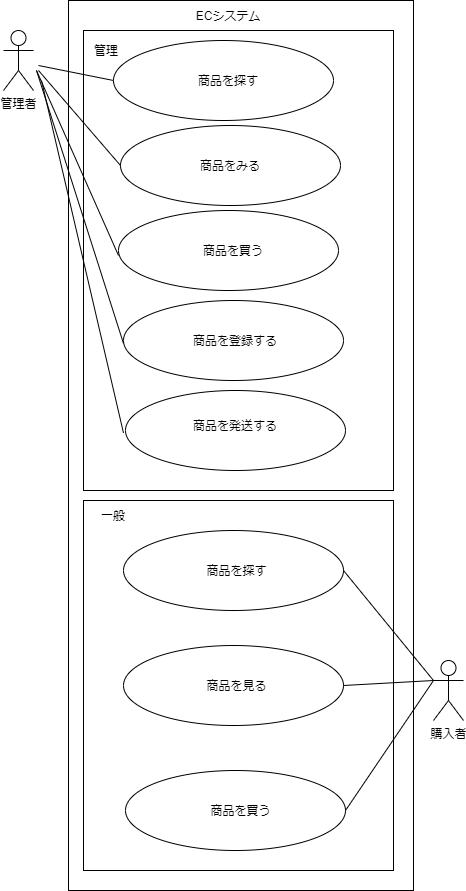 ECシステム
管理
管理者
商品を探す
商品をみる
商品を買う
商品を登録する
商品を発送する
一般
商品を探す
商品を見る
購入者
商品を買う